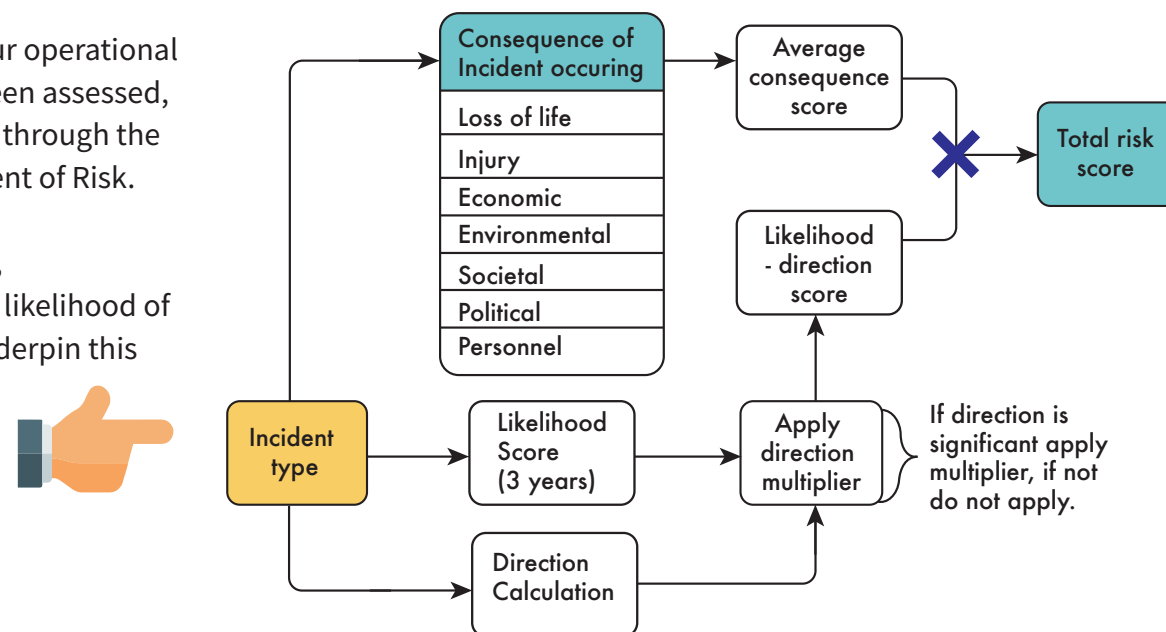 ur operational
een assessed,
through the
ent of Risk.
,
likelihood of
derpin this
Consequence of
Incident occuring
Loss of life
Injury
Economic
Environmental
Societal
Political
Personnel
Average
consequence
score
Total risk
score
Likelihood
- direction
score
Incident
type
Likelihood
Score
(3 years)
Apply
direction
multiplier
If direction is
significant apply
multiplier, if not
do not apply.
Direction
Calculation